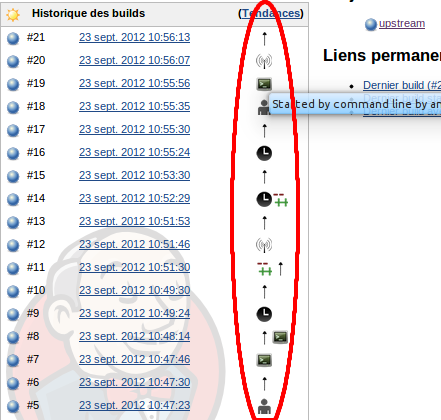 Historique des builds (Tendances)
#21 23 sept. 2012 10:56:13
#20 23 sept. 2012 10:56:07
#19 23 sept. 2012 10:55:56
#18 23 sept. 2012 10:55:35
#17 23 sept. 2012 10:55:30
#16 23 sept. 2012 10:55:24
#15 23 sept. 2012 10:53:30
#14 23 sept. 2012 10:52:29
#13 23 sept. 2012 10:51:53
#12 23 sept. 2012 10:51:46
#11 23 sept. 2012 10:51:30
#10 23 sept. 2012 10:49:30
#9 23 sept. 2012 10:49:24
#8 23 sept. 2012 10:48:14
#7 23 sept. 2012 10:47:46
#6 23 sept. 2012 10:47:30
#5 23 sept. 2012 10:47:23
upstream
Liens permaner
Dernier build (#2
Started by command line by an